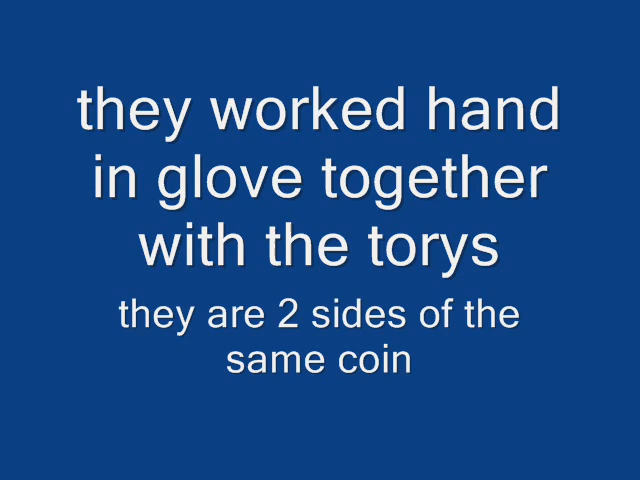 they worked hand
in glove together
with the torys
they are 2 sides of the
same coin